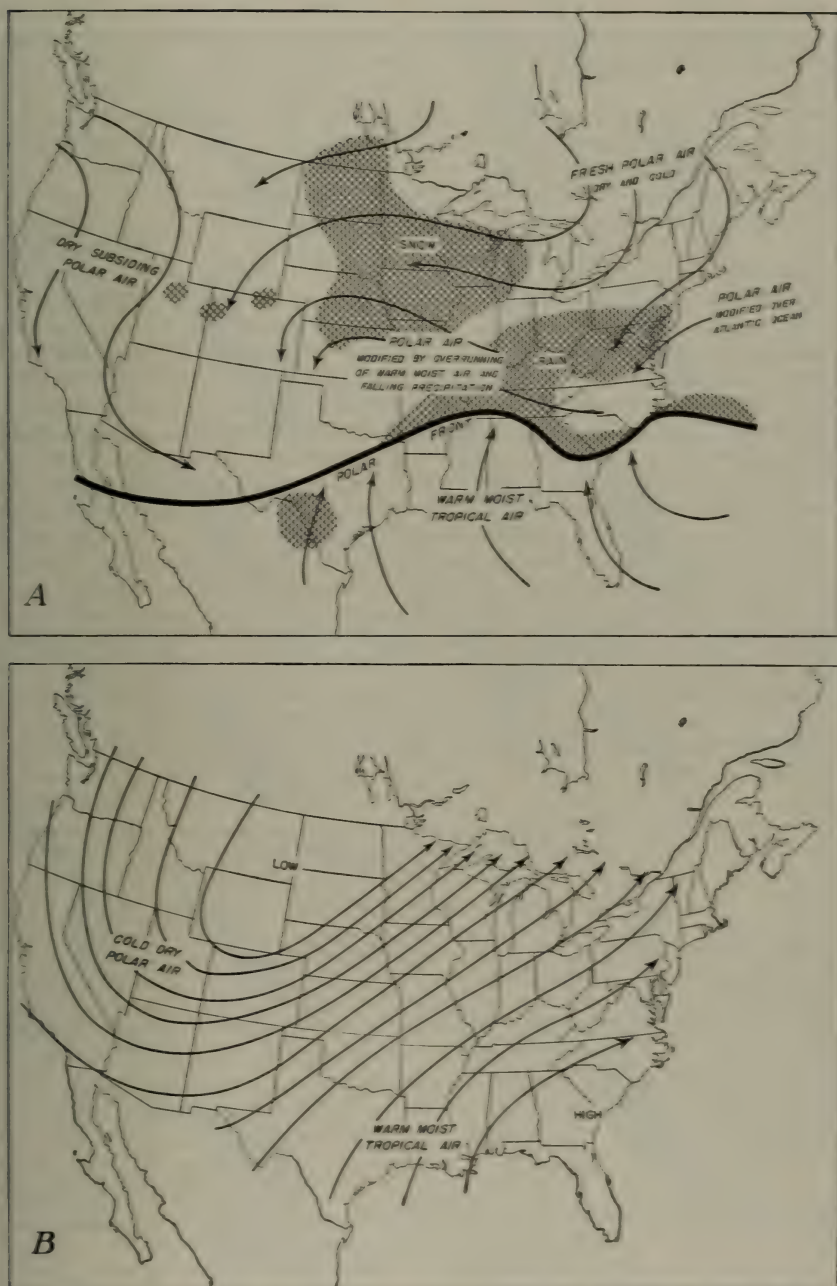 FRESH POLAR AIR
DRY AND COLD
SNOW
DRY SUBSIDING
POLAR AIR
POLAR AIR
MODIFIED OVER
ATLANTIC OCEAN
POLAR AIR
MODIFIED BY OVERRUNNING
OF WARM MOIST AIR AND
FALLING PRECIPITATION
RAIN
POLAR FRONT
WARM MOIST
TROPICAL AIR
A
LOW
COLD DRY
POLAR AIR
WARM MOIST
TROPICAL AIR
HIGH
B